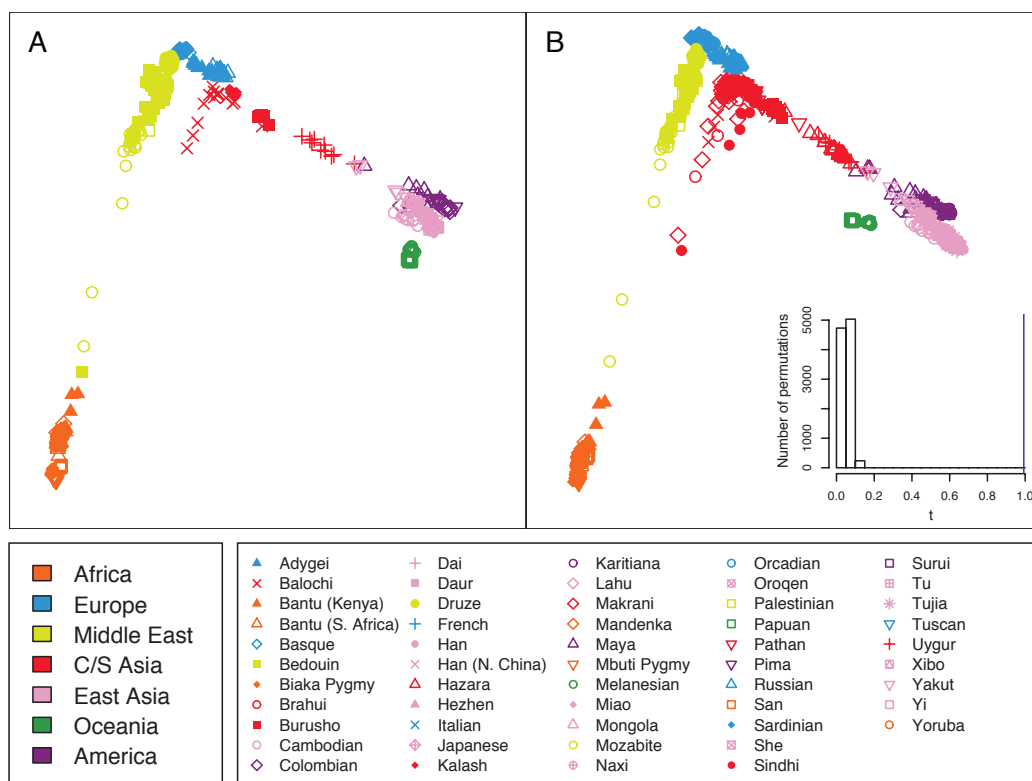 A
B
Number of permutations
5000
3000
1000
0
0.0 0.2 0.4 0.6 0.8 1.0
t
Africa
Europe
Middle East
C/S Asia
East Asia
Oceania
America
Adygei
Balochi
Bantu (Kenya)
Bantu (S. Africa)
Basque
Bedouin
Biaka Pygmy
Brahui
Burusho
Cambodian
Colombian
Dai
Daur
Druze
French
Han
Han (N. China)
Hazara
Hezhen
Italian
Japanese
Kalash
Karitiana
Lahu
Makrani
Mandenka
Maya
Mbuti Pygmy
Melanesian
Miao
Mongola
Mozabite
Naxi
Orcadian
Oroqen
Palestinian
Papuan
Pathan
Pima
Russian
San
Sardinian
She
Sindhi
Surui
Tu
Tujia
Tuscan
Uygur
Xibo
Yakut
Yi
Yoruba